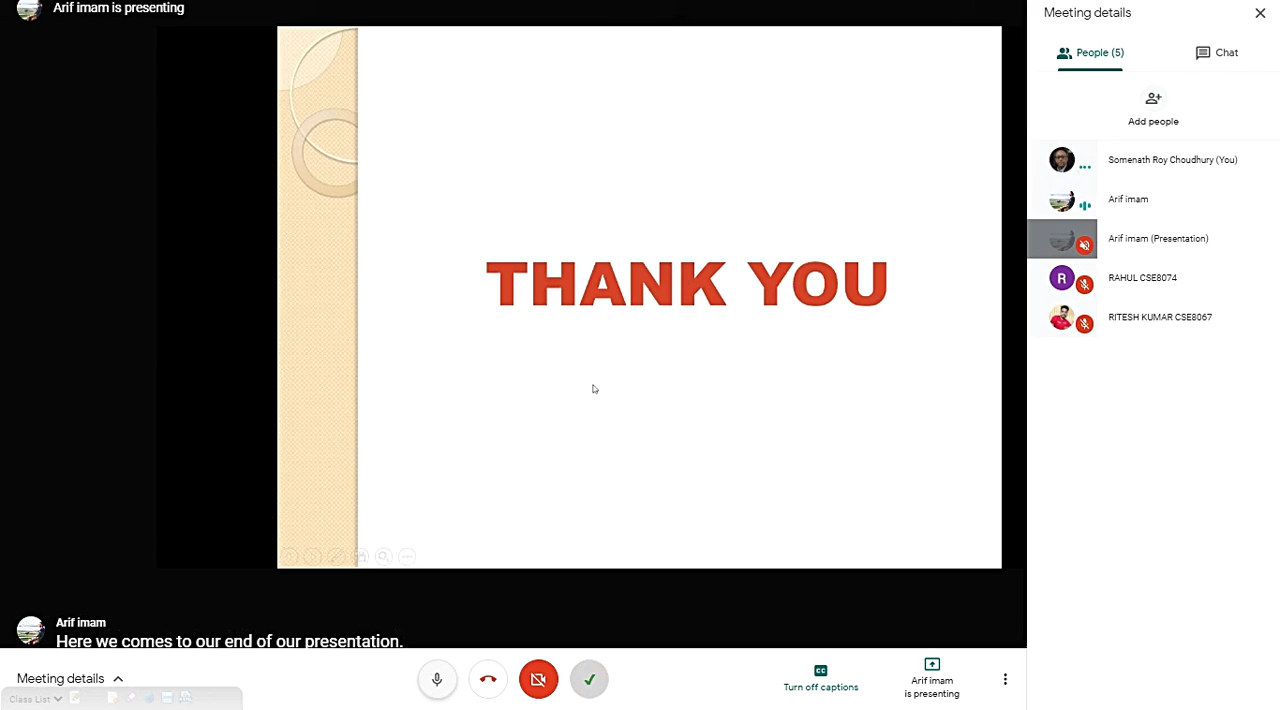 Arif imam is presenting
THANK YOU
Arif imam
Here we comes to our end of our presentation.
Meeting details
Class List
Turn off captions
Arif imam
is presenting
Meeting details
People (5)
Chat
Add people
Somenath Roy Choudhury (You)
Arif imam
Arif imam (Presentation)
R
RAHUL CSE8074
RITESH KUMAR CSE8067